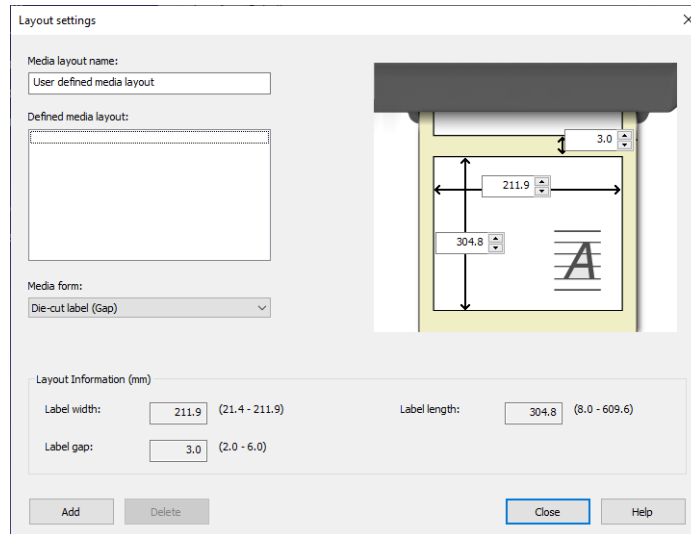 Layout settings
Media layout name:
User defined media layout
Defined media layout:
3.0
211.9
304.8
A
Media form:
Die-cut label (Gap)
Layout Information (mm)
Label width: 211.9 (21.4 - 211.9) Label length: 304.8 (8.0 - 609.6)
Label gap: 3.0 (2.0 - 6.0)
Add Delete Close Help